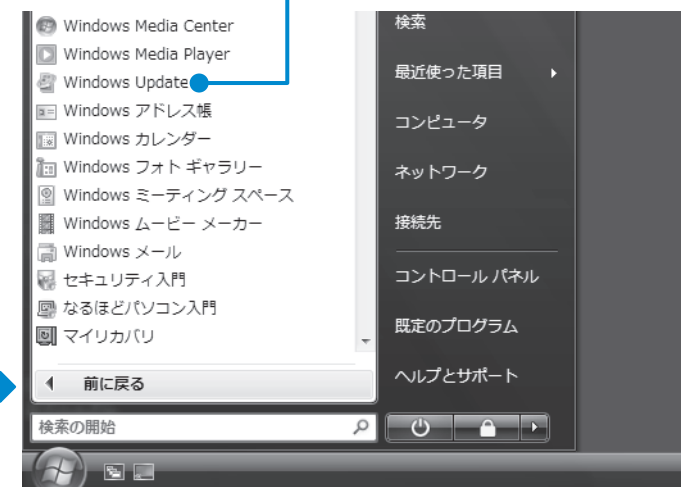 Windows Media Center
Windows Media Player
Windows Update
Windows アドレス帳
Windows カレンダー
Windows フォト ギャラリー
Windows ミーティング スペース
Windows ムービー メーカー
Windows メール
セキュリティ入門
なるほどパソコン入門
マイリカバリ
前に戻る
検索の開始
検索
最近使った項目
コンピュータ
ネットワーク
接続先
コントロール パネル
既定のプログラム
ヘルプとサポート